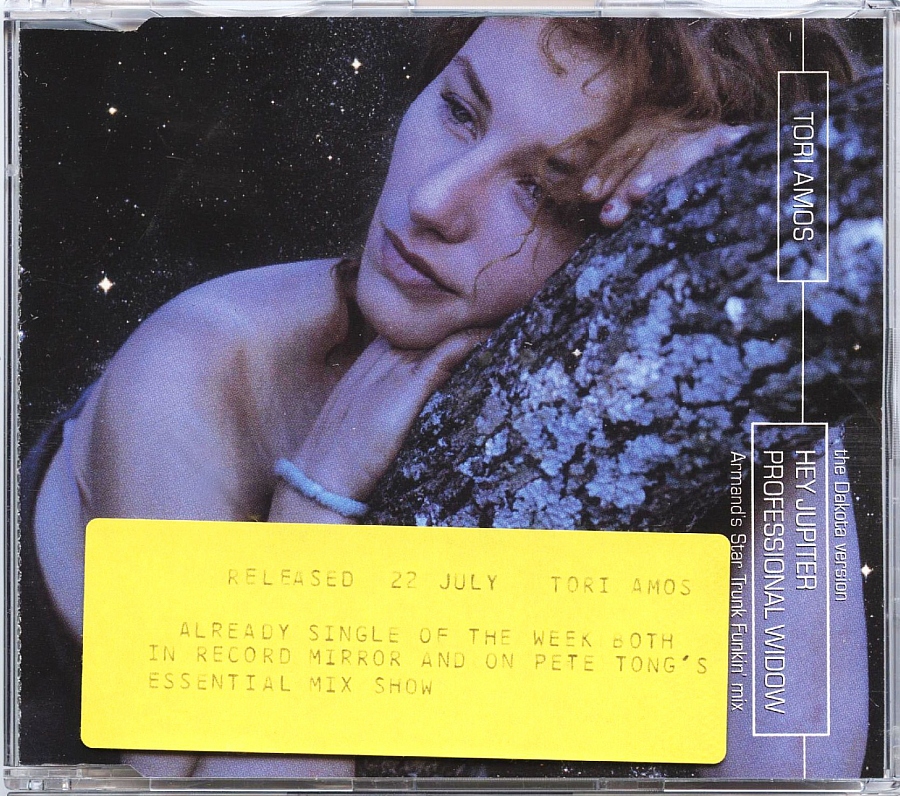 TORI AMOS
the Dakota version
HEY JUPITER
PROFESSIONAL WIDOW
Armand's Star Trunk Funkin' mix
RELEASED 22 JULY TORI AMOS
ALREADY SINGLE OF THE WEEK BOTH
IN RECORD MIRROR AND ON PETE TONG'S
ESSENTIAL MIX SHOW